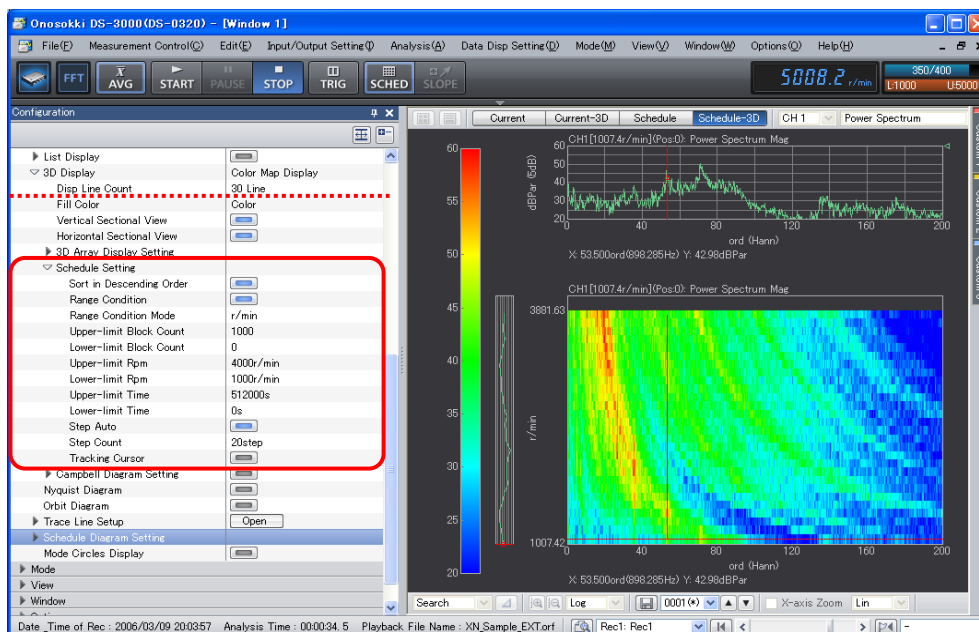 Onosokki DS-3000(DS-0320) - [Window 1]
File(F) Measurement Control(C) Edit(E) Input/Output Setting(I) Analysis(A) Data Disp Setting(D) Mode(M) View(V) Window(W) Options(O) Help(H)
FFT X AVG START PAUSE STOP TRIG SCHED SLOPE 5008.2 r/min 350/400
L:1000 U:5000
Configuration
Current Current-3D Schedule Schedule-3D CH 1 Power Spectrum
List Display
3D Display Color Map Display
Disp Line Count 30 Line
Fill Color Color
Vertical Sectional View
Horizontal Sectional View
3D Array Display Setting
Schedule Setting
Sort in Descending Order
Range Condition
Range Condition Mode r/min
Upper-limit Block Count 1000
Lower-limit Block Count 0
Upper-limit Rpm 4000r/min
Lower-limit Rpm 1000r/min
Upper-limit Time 512000s
Lower-limit Time 0s
Step Auto
Step Count 20step
Tracking Cursor
Campbell Diagram Setting
Nyquist Diagram
Orbit Diagram
Trace Line Setup Open
Schedule Diagram Setting
Mode Circles Display
Mode
View
Window
60
55
50
45
40
35
30
25
20
CH1[1007.4r/min](Pos:0): Power Spectrum Mag
60
50
40
30
20
dBPar (5dB)
0 40 80 120 160 200
ord (Hann)
X: 53.500ord(898.285Hz) Y: 42.98dBPar
CH1[1007.4r/min](Pos:0): Power Spectrum Mag
3881.63
r/min
1007.42
0 40 80 120 160 200
ord (Hann)
X: 53.500ord(898.285Hz) Y: 42.98dBPar
Search Log 0001(*) X-axis Zoom Lin
Date _Time of Rec : 2006/03/09 20:03:57 Analysis Time : 00:00:34. 5 Playback File Name : XN_Sample_EXT.orf Rec1: Rec1 -